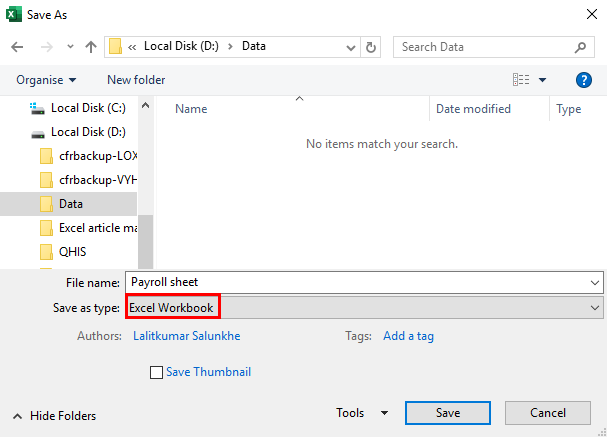 Save As
« Local Disk (D:) > Data
Search Data
Organise New folder
?
Local Disk (C:)
Local Disk (D:)
cfrbackup-LOX
cfrbackup-VYH
Data
Excel article ma
QHIS
Name Date modified Type
No items match your search.
File name: Payroll sheet
Save as type: Excel Workbook
Authors: Lalitkumar Salunkhe Tags: Add a tag
Save Thumbnail
Hide Folders Tools Save Cancel